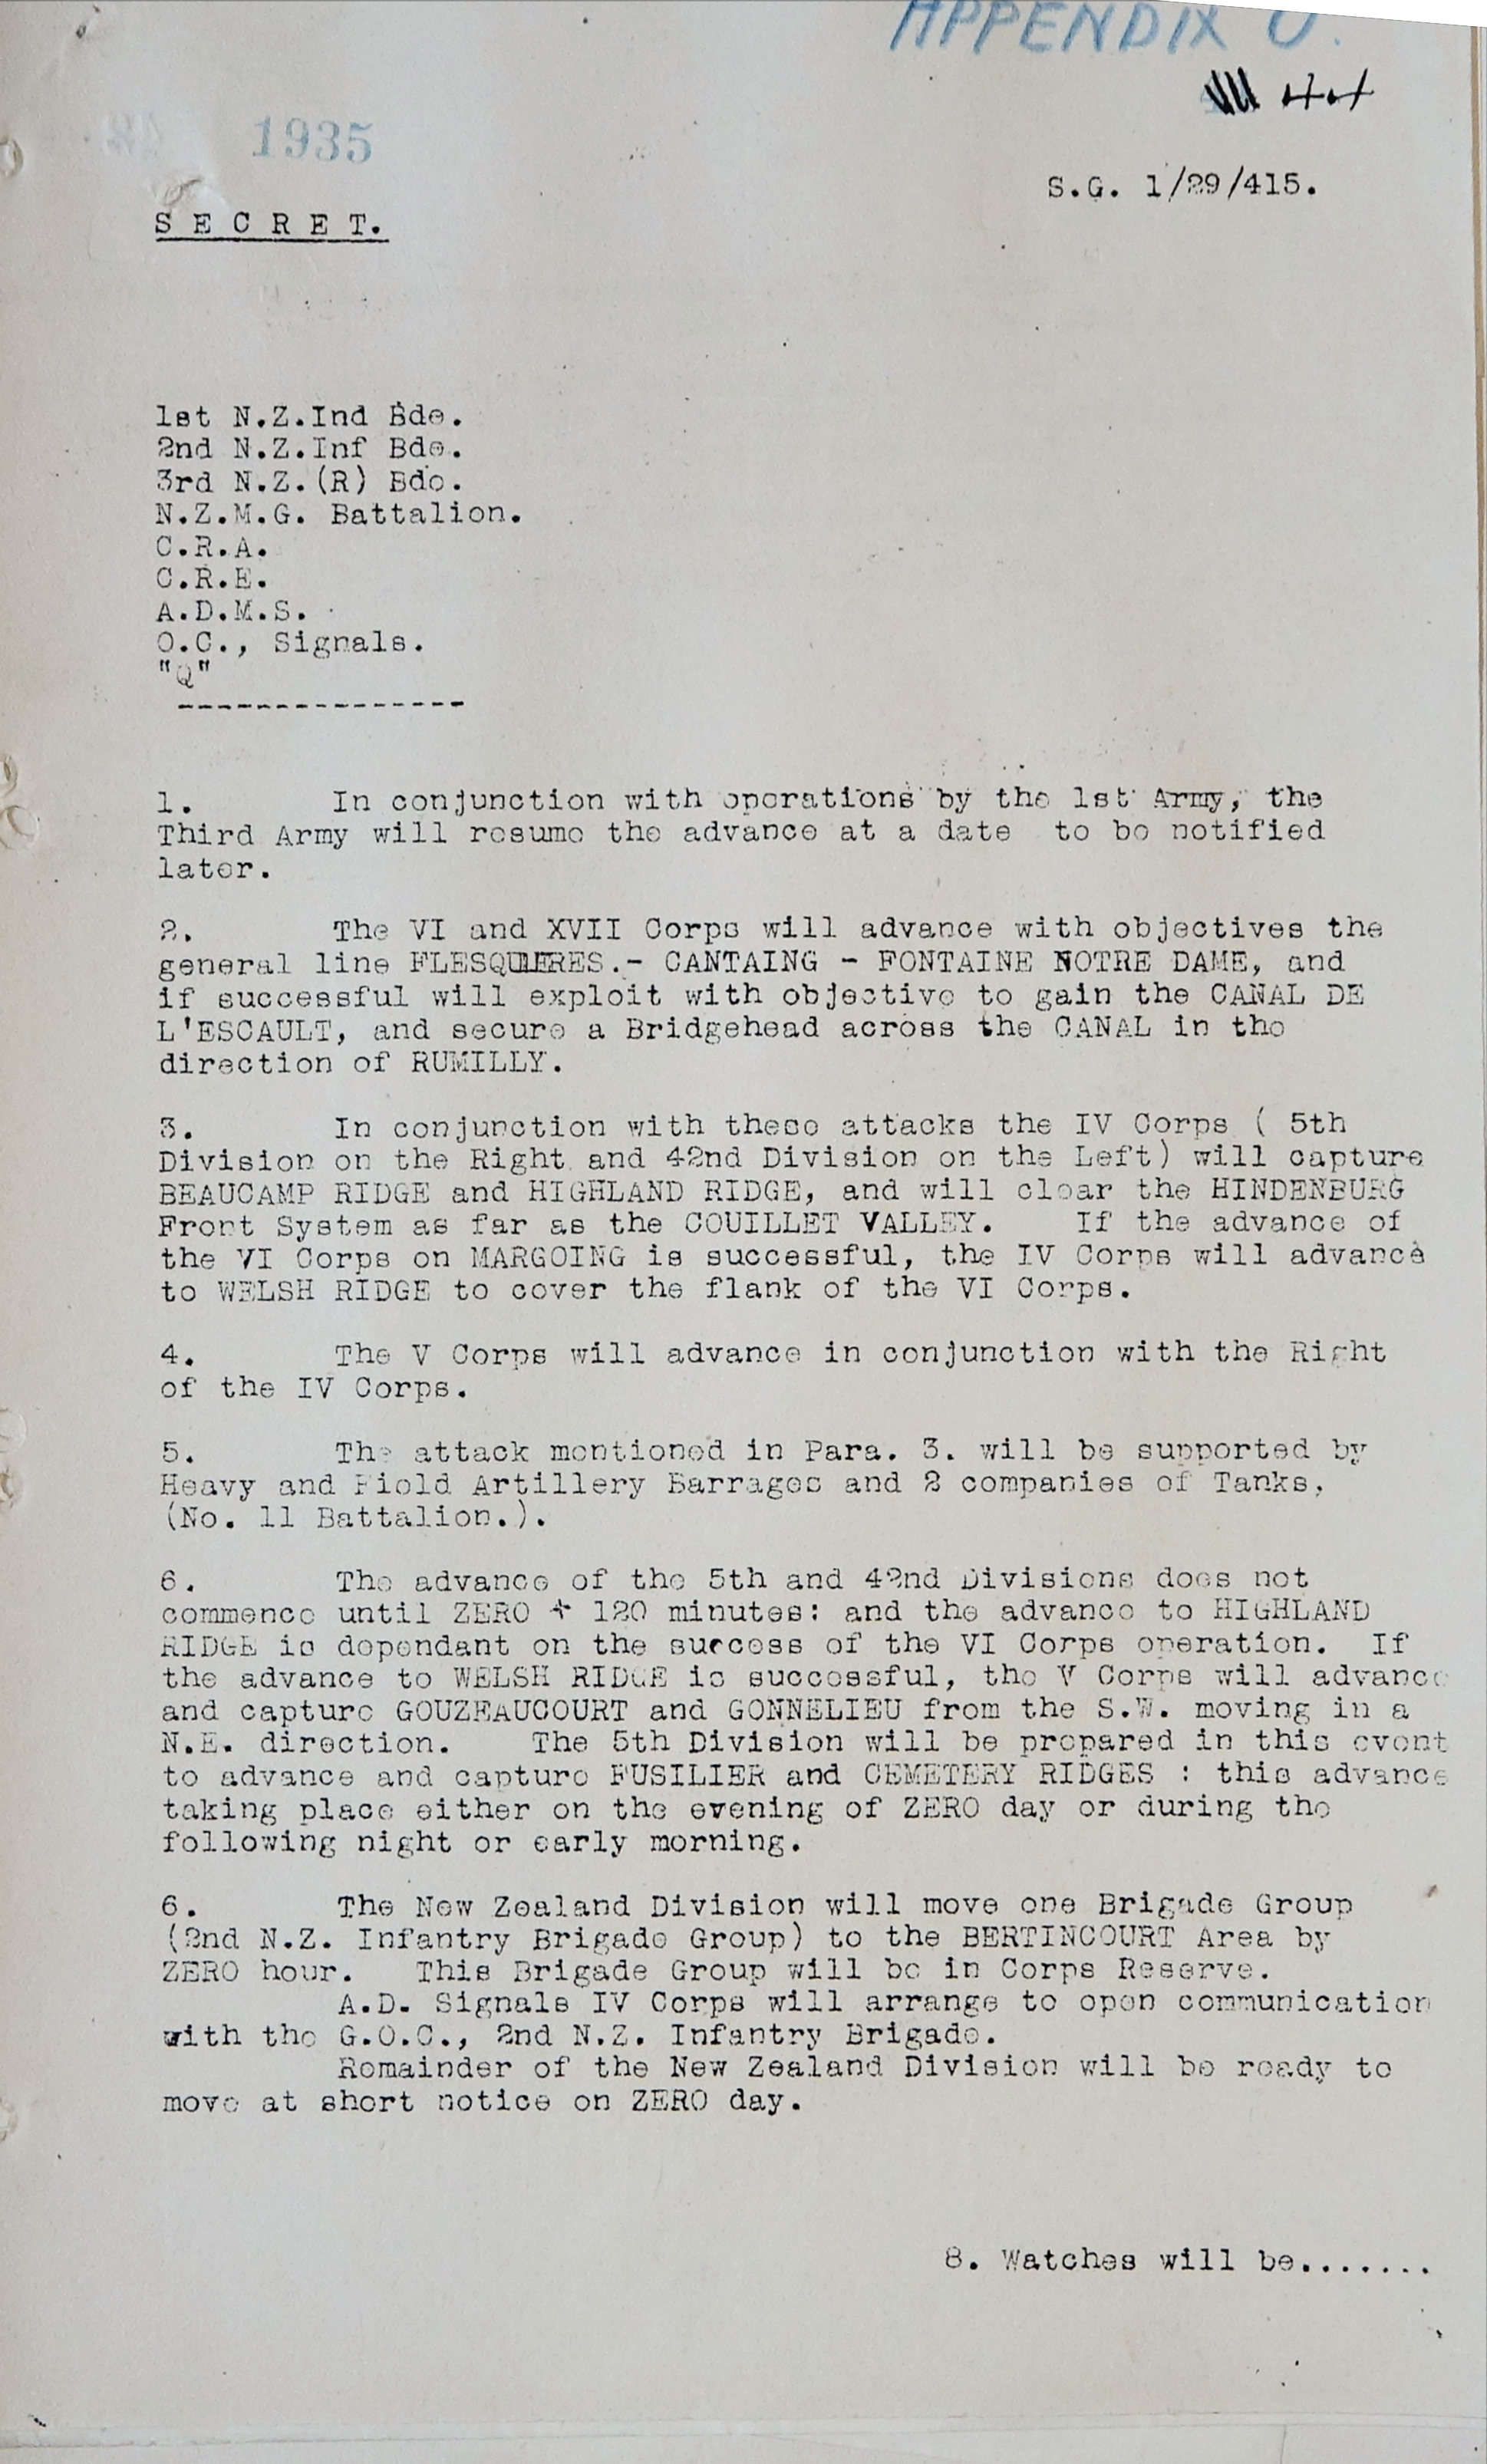 APPENDIX U.
44
1935
S.G. 1/29/415.
S E C R E T.
1st N.Z.Ind Bde.
2nd N.Z.Inf Bde.
3rd N.Z.(R) Bde.
N.Z.M.G. Battalion.
C.R.A.
C.R.E.
A.D.M.S.
O.C., Signals.
"Q"
---------------
1. In conjunction with operations by the 1st Army, the
Third Army will resume the advance at a date to be notified
later.
2. The VI and XVII Corps will advance with objectives the
general line FLESQUIERES.- CANTAING - FONTAINE NOTRE DAME, and
if successful will exploit with objective to gain the CANAL DE
L'ESCAULT, and secure a Bridgehead across the CANAL in the
direction of RUMILLY.
3. In conjunction with these attacks the IV Corps ( 5th
Division on the Right and 42nd Division on the Left) will capture
BEAUCAMP RIDGE and HIGHLAND RIDGE, and will clear the HINDENBURG
Front System as far as the COUILLET VALLEY. If the advance of
the VI Corps on MARGOING is successful, the IV Corps will advance
to WELSH RIDGE to cover the flank of the VI Corps.
4. The V Corps will advance in conjunction with the Right
of the IV Corps.
5. The attack mentioned in Para. 3. will be supported by
Heavy and Field Artillery Barrages and 2 companies of Tanks,
(No. 11 Battalion.).
6. The advance of the 5th and 42nd Divisions does not
commence until ZERO + 120 minutes: and the advance to HIGHLAND
RIDGE is dependant on the success of the VI Corps operation. If
the advance to WELSH RIDGE is successful, the V Corps will advance
and capture GOUZEAUCOURT and GONNELIEU from the S.W. moving in a
N.E. direction. The 5th Division will be prepared in this event
to advance and capture FUSILIER and CEMETERY RIDGES : this advance
taking place either on the evening of ZERO day or during the
following night or early morning.
6. The New Zealand Division will move one Brigade Group
(2nd N.Z. Infantry Brigade Group) to the BERTINCOURT Area by
ZERO hour. This Brigade Group will be in Corps Reserve.
A.D. Signals IV Corps will arrange to open communication
with the G.O.C., 2nd N.Z. Infantry Brigade.
Remainder of the New Zealand Division will be ready to
move at short notice on ZERO day.
8. Watches will be.......